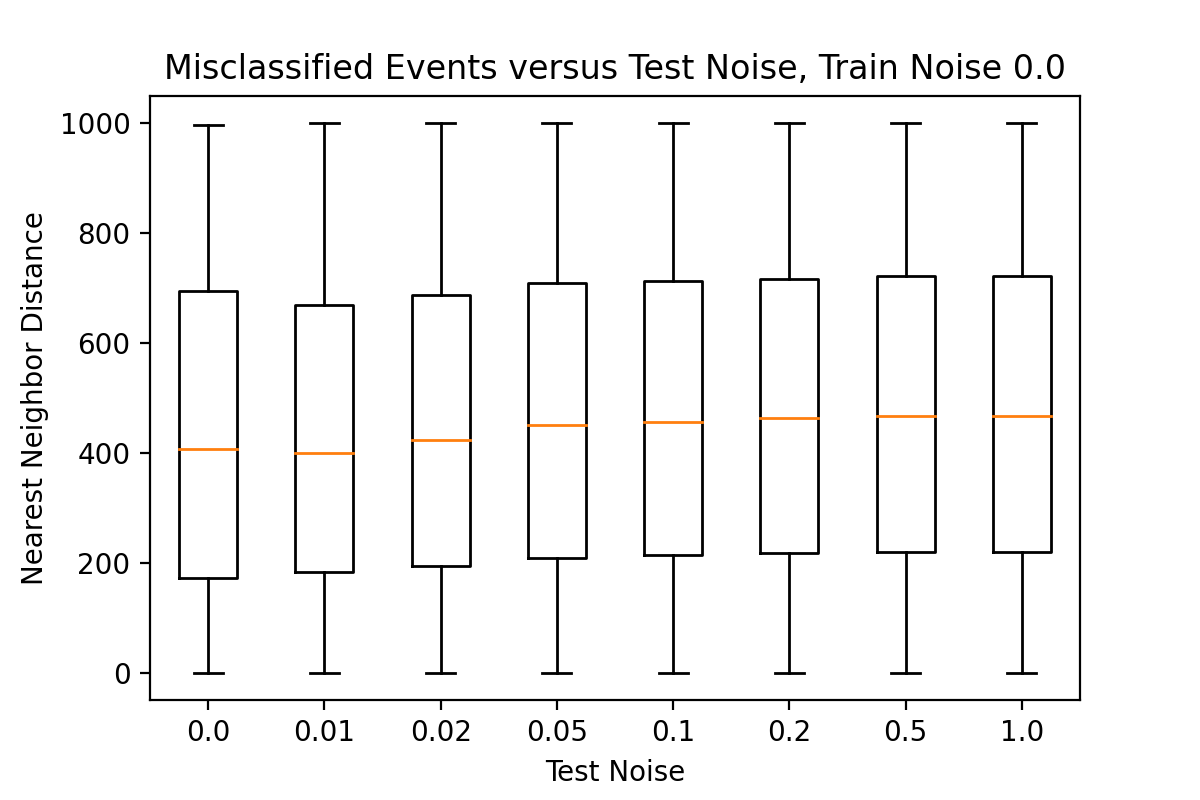 Misclassified Events versus Test Noise, Train Noise 0.0
Nearest Neighbor Distance
1000
800
600
400
200
0
0.0 0.01 0.02 0.05 0.1 0.2 0.5 1.0
Test Noise